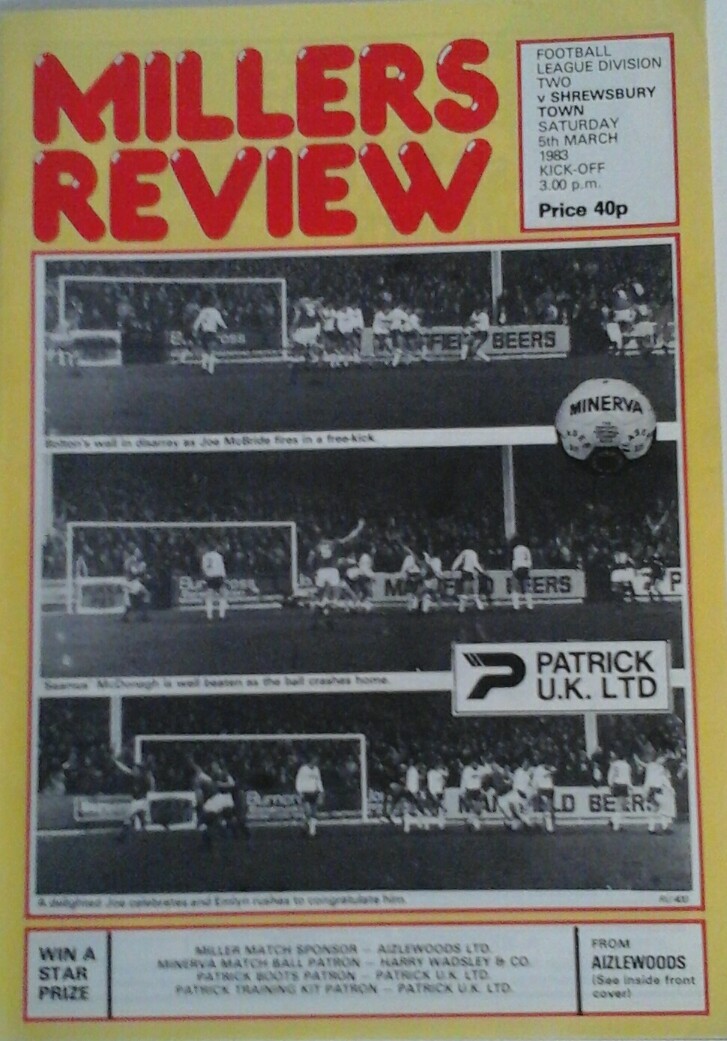 MILLERS
REVIEW
FOOTBALL
LEAGUE DIVISION
TWO
v SHREWSBURY
TOWN
SATURDAY
5th MARCH
1983
KICK-OFF
3.00 p.m.
Price 40p
BEERS
MINERVA
Bolton's wall in disarray as Joe McBride fires in a free-kick.
BEERS
P
PATRICK
U.K. LTD
Seamus McDonagh is well beaten as the ball crashes home.
BEERS
A delighted Joe celebrates and Emlyn rushes to congratulate him.
WIN A
STAR
PRIZE
MILLER MATCH SPONSOR — AIZLEWOODS LTD.
MINERVA MATCH BALL PATRON — HARRY WADSLEY & CO.
PATRICK BOOTS PATRON — PATRICK U.K. LTD.
PATRICK TRAINING KIT PATRON — PATRICK U.K. LTD.
FROM
AIZLEWOODS
(See inside front
cover)